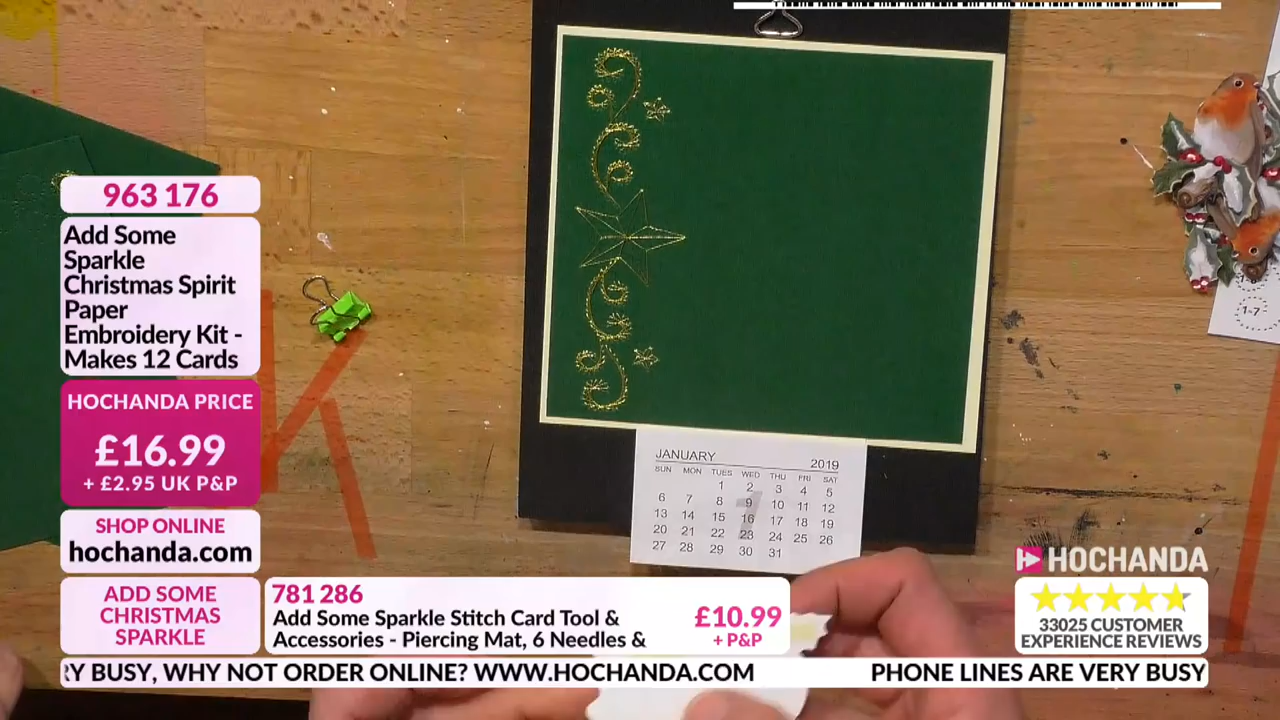 963 176
Add Some
Sparkle
Christmas Spirit
Paper
Embroidery Kit -
Makes 12 Cards
HOCHANDA PRICE
£16.99
+ £2.95 UK P&P
SHOP ONLINE
hochanda.com
ADD SOME
CHRISTMAS
SPARKLE
781 286
Add Some Sparkle Stitch Card Tool &
Accessories - Piercing Mat, 6 Needles &
£10.99
+ P&P
JANUARY 2019
SUN MON TUES WED THU FRI SAT
1 2 3 4 5
6 7 8 9 10 11 12
13 14 15 16 17 18 19
20 21 22 23 24 25 26
27 28 29 30 31
1
1-7
HOCHANDA
33025 CUSTOMER
EXPERIENCE REVIEWS
RY BUSY, WHY NOT ORDER ONLINE? WWW.HOCHANDA.COM PHONE LINES ARE VERY BUSY